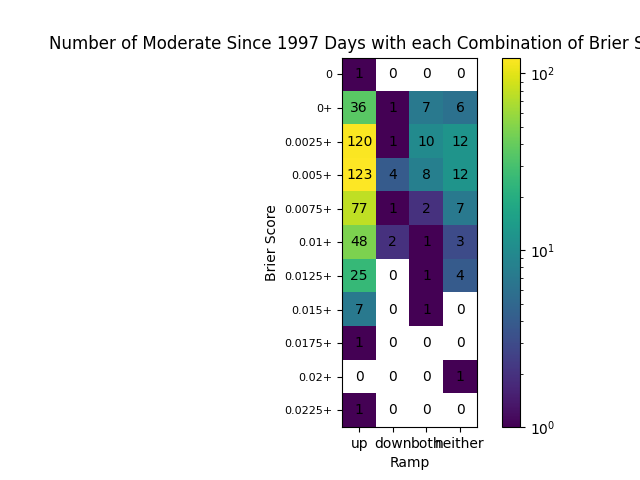 Number of Moderate Since 1997 Days with each Combination of Brier S
Brier Score
0 1 0 0 0
0+ 36 1 7 6
0.0025+ 120 1 10 12
0.005+ 123 4 8 12
0.0075+ 77 1 2 7
0.01+ 48 2 1 3
0.0125+ 25 0 1 4
0.015+ 7 0 1 0
0.0175+ 1 0 0 0
0.02+ 0 0 0 1
0.0225+ 1 0 0 0
up down both neither
Ramp
10²
10¹
10⁰